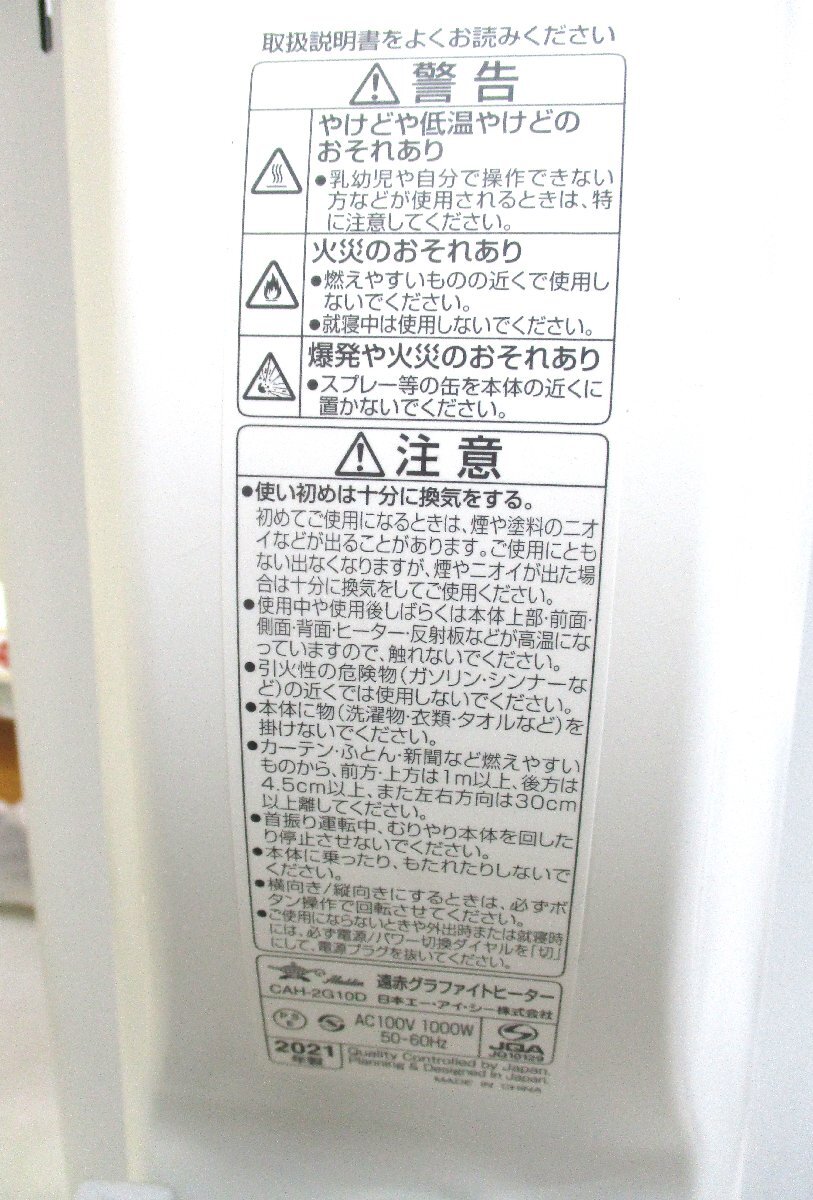 取扱説明書をよくお読みください
警告
やけどや低温やけどの
おそれあり
●乳幼児や自分で操作できない
方などが使用されるときは、特
に注意してください。
火災のおそれあり
●燃えやすいものの近くで使用し
ないでください。
●就寝中は使用しないでください。
爆発や火災のおそれあり
●スプレー等の缶を本体の近くに
置かないでください。
注意
●使い初めは十分に換気をする。
初めてご使用になるときは、煙や塗料のニオ
イなどが出ることがあります。ご使用にとも
ない出なくなりますが、煙やニオイが出た場
合は十分に換気をしてご使用ください。
●使用中や使用後しばらくは本体上部・前面・
側面・背面・ヒーター・反射板などが高温にな
っていますので、触れないでください。
●引火性の危険物(ガソリン・シンナーな
ど)の近くでは使用しないでください。
●本体に物(洗濯物・衣類・タオルなど)を
掛けないでください。
●カーテン・ふとん・新聞など燃えやすい
ものから、前方・上方は1m以上、後方は
4.5cm以上、また左右方向は30cm
以上離してください。
●首振り運転中、むりやり本体を回した
り停止させないでください。
●本体に乗ったり、もたれたりしないで
ください。
●横向き/縦向きにするときは、必ずボ
タン操作で回転させてください。
●ご使用にならないときや外出時または就寝時
には、必ず電源/パワー切換ダイヤルを「切」
にして、電源プラグを抜いてください。
Aladdin 遠赤グラファイトヒーター
CAH-2G10D 日本エー・アイ・シー株式会社
PSE AC100V 1000W
50-60Hz
JQA
JQ10129
2021
年製
Quality Controlled by Japan.
Planning & Designed in Japan.
MADE IN CHINA